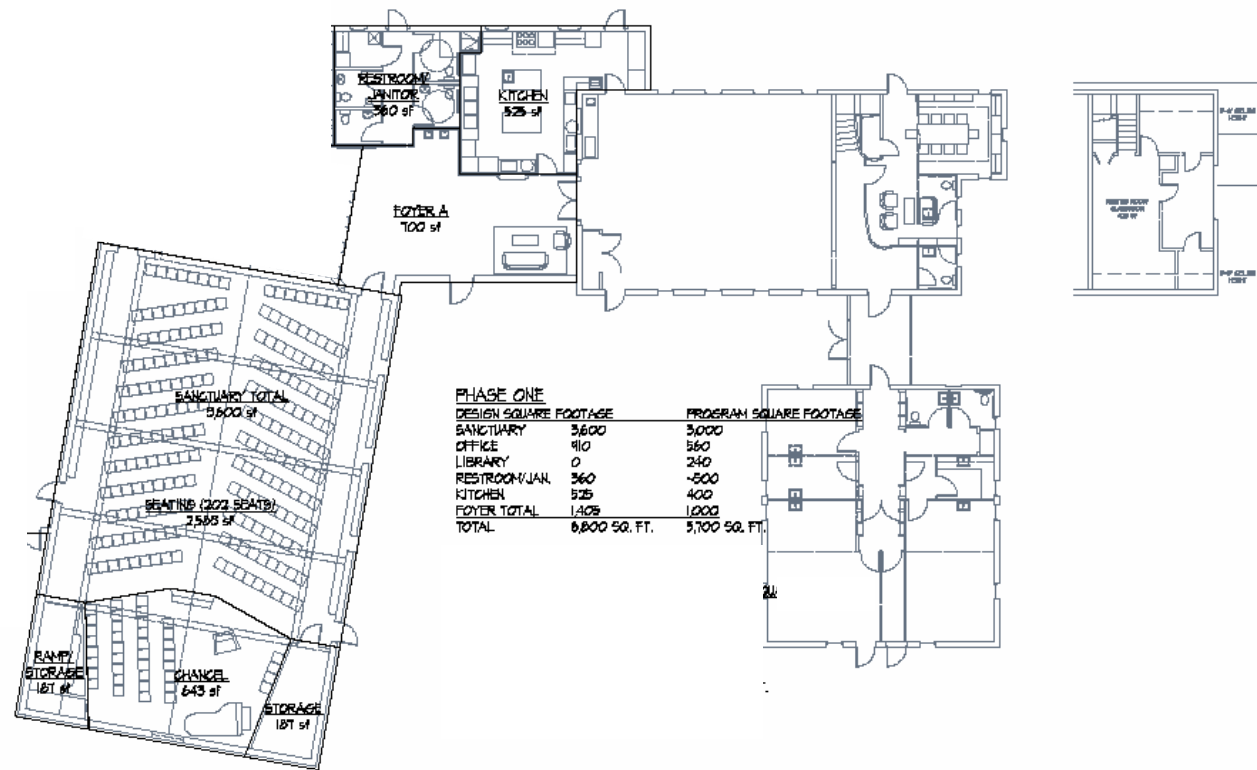 RESTROOM/
JANITOR
360 sf
KITCHEN
525 sf
FOYER A
700 sf
SANCTUARY TOTAL
3,600 sf
SEATING (202 SEATS)
2,583 sf
RAMP/
STORAGE
187 sf
CHANCEL
643 sf
STORAGE
187 sf
PHASE ONE
DESIGN SQUARE FOOTAGE PROGRAM SQUARE FOOTAGE
SANCTUARY 3,600 3,000
OFFICE 910 560
LIBRARY 0 240
RESTROOM/JAN. 360 ~500
KITCHEN 525 400
FOYER TOTAL 1,405 1,000
TOTAL 6,800 SQ. FT. 5,700 SQ. FT.